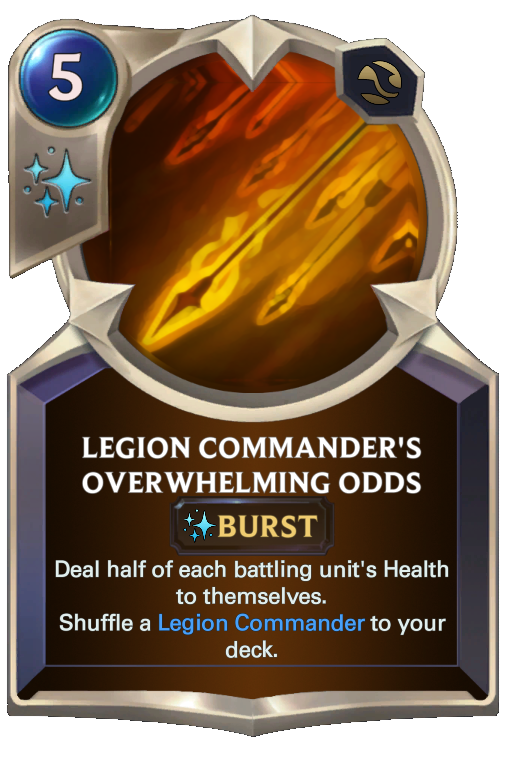 5
LEGION COMMANDER'S
OVERWHELMING ODDS
BURST
Deal half of each battling unit's Health
to themselves.
Shuffle a Legion Commander to your
deck.